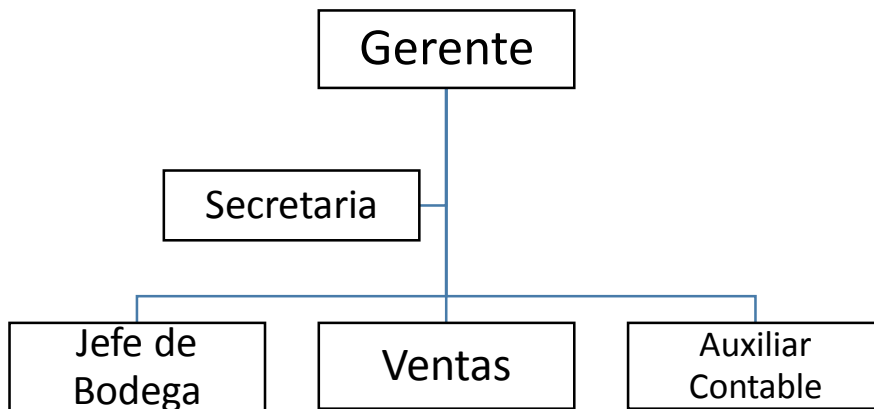 Gerente
Secretaria
Jefe de
Bodega
Ventas
Auxiliar
Contable